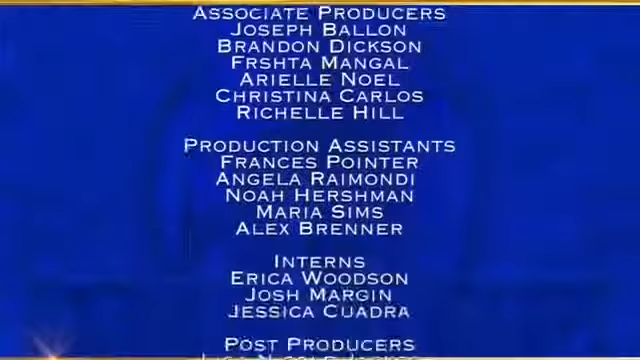 ASSOCIATE PRODUCERS
JOSEPH BALLON
BRANDON DICKSON
FRSHTA MANGAL
ARIELLE NOEL
CHRISTINA CARLOS
RICHELLE HILL
PRODUCTION ASSISTANTS
FRANCES POINTER
ANGELA RAIMONDI
NOAH HERSHMAN
MARIA SIMS
ALEX BRENNER
INTERNS
ERICA WOODSON
JOSH MARGIN
JESSICA CUADRA
POST PRODUCERS